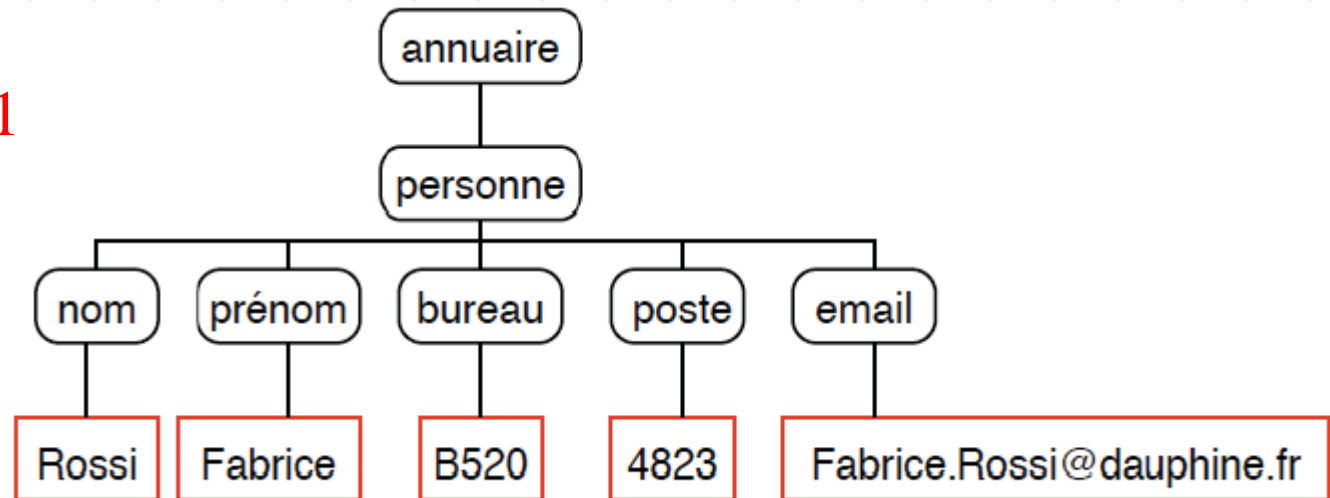 annuaire
1
personne
nom prénom bureau poste email
Rossi Fabrice B520 4823 Fabrice.Rossi@dauphine.fr